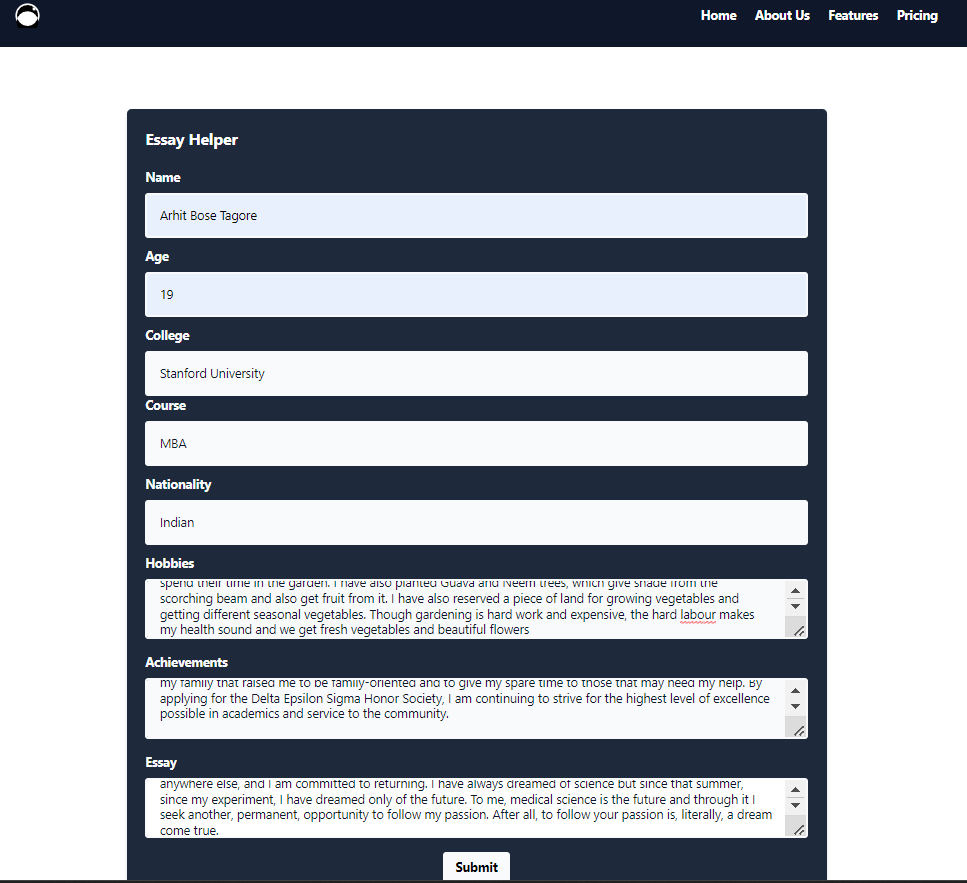 Home About Us Features Pricing
Essay Helper
Name
Arhit Bose Tagore
Age
19
College
Stanford University
Course
MBA
Nationality
Indian
Hobbies
spend their time in the garden. I have also planted Guava and Neem trees, which give shade from the
scorching beam and also get fruit from it. I have also reserved a piece of land for growing vegetables and
getting different seasonal vegetables. Though gardening is hard work and expensive, the hard labour makes
my health sound and we get fresh vegetables and beautiful flowers
Achievements
my family that raised me to be family-oriented and to give my spare time to those that may need my help. By
applying for the Delta Epsilon Sigma Honor Society, I am continuing to strive for the highest level of excellence
possible in academics and service to the community.
Essay
anywhere else, and I am committed to returning. I have always dreamed of science but since that summer,
since my experiment, I have dreamed only of the future. To me, medical science is the future and through it I
seek another, permanent, opportunity to follow my passion. After all, to follow your passion is, literally, a dream
come true.
Submit